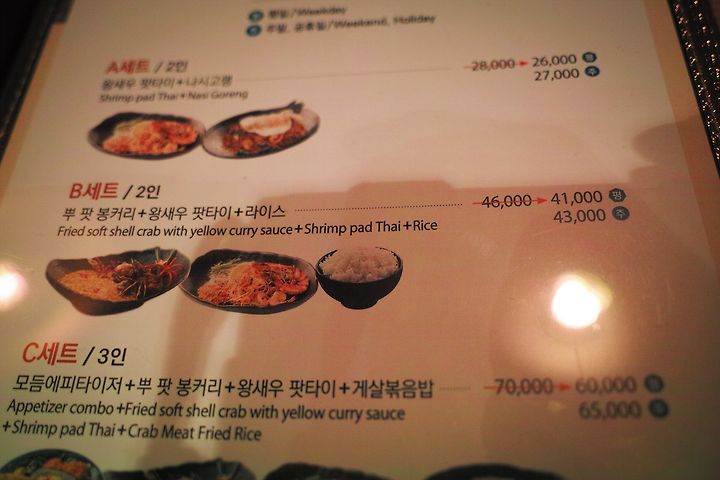 평 평일/Weekday
주 주말, 공휴일/Weekend, Holiday
A세트 / 2인
왕새우 팟타이+나시고랭 28,000 ▸ 26,000 평
Shrimp pad Thai+Nasi Goreng 27,000 주
B세트 / 2인
뿌 팟 봉커리+왕새우 팟타이+라이스 46,000 ▸ 41,000 평
Fried soft shell crab with yellow curry sauce+Shrimp pad Thai+Rice 43,000 주
C세트 / 3인
모듬에피타이저+뿌 팟 봉커리+왕새우 팟타이+게살볶음밥 70,000 ▸ 60,000 평
Appetizer combo+Fried soft shell crab with yellow curry sauce 65,000 주
+Shrimp pad Thai+Crab Meat Fried Rice